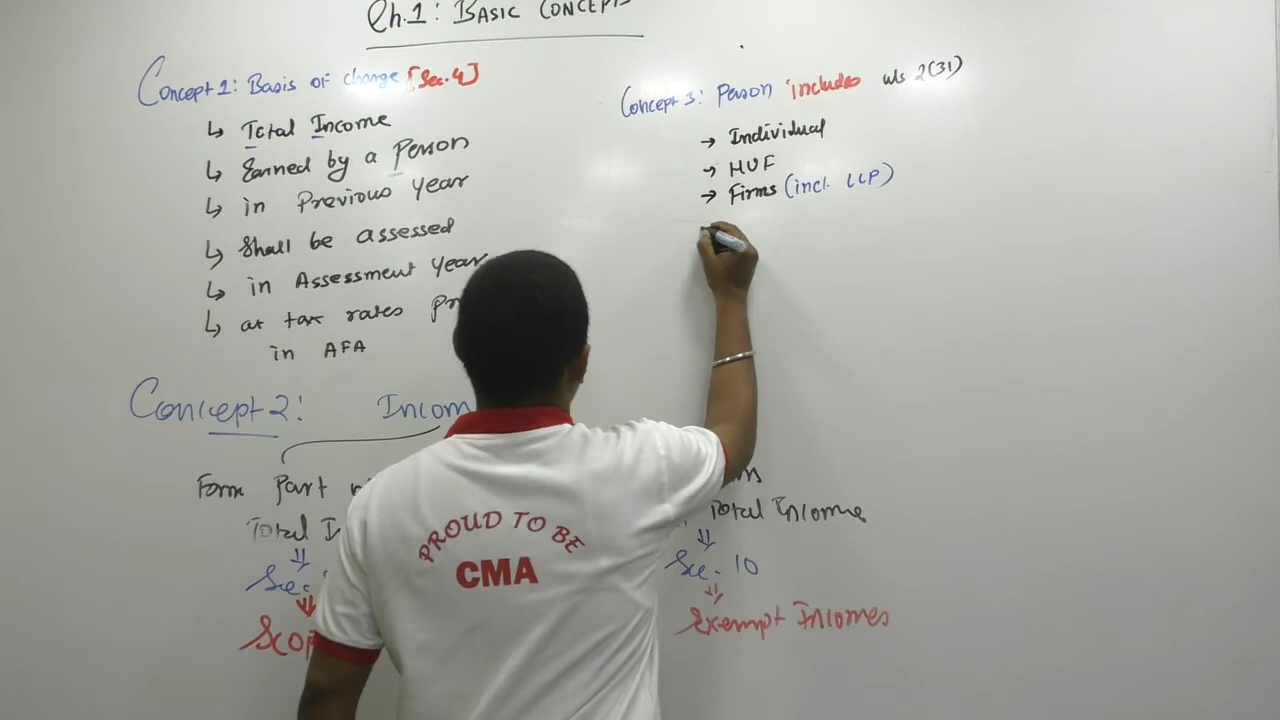 Ch.1: BASIC CONCEPTS
Concept 1: Basis of charge [Sec.4]
↳ Total Income
↳ Earned by a Person
↳ in Previous year
↳ Shall be assessed
↳ in Assessment year
↳ at tax rates
in AFA
Concept 2: Incom
Form Part
Total I
⇓
Sec.
⇓
Scop
Concept 3: Person includes u/s 2(31)
→ Individual
→ HUF
→ Firms (incl. LLP)
Total Income
⇓
Sec. 10
⇓
Exempt Incomes
PROUD TO BE
CMA